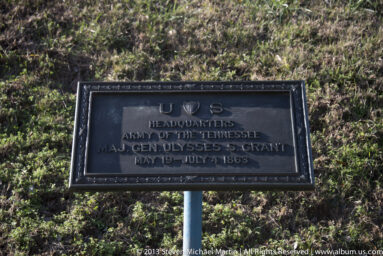 U S
HEADQUARTERS
ARMY OF THE TENNESSEE
MAJ GEN ULYSSES S GRANT
MAY 19 - JULY 4 1863
© 2013 Steven Michael Martin | All Rights Reserved | www.album.us.com